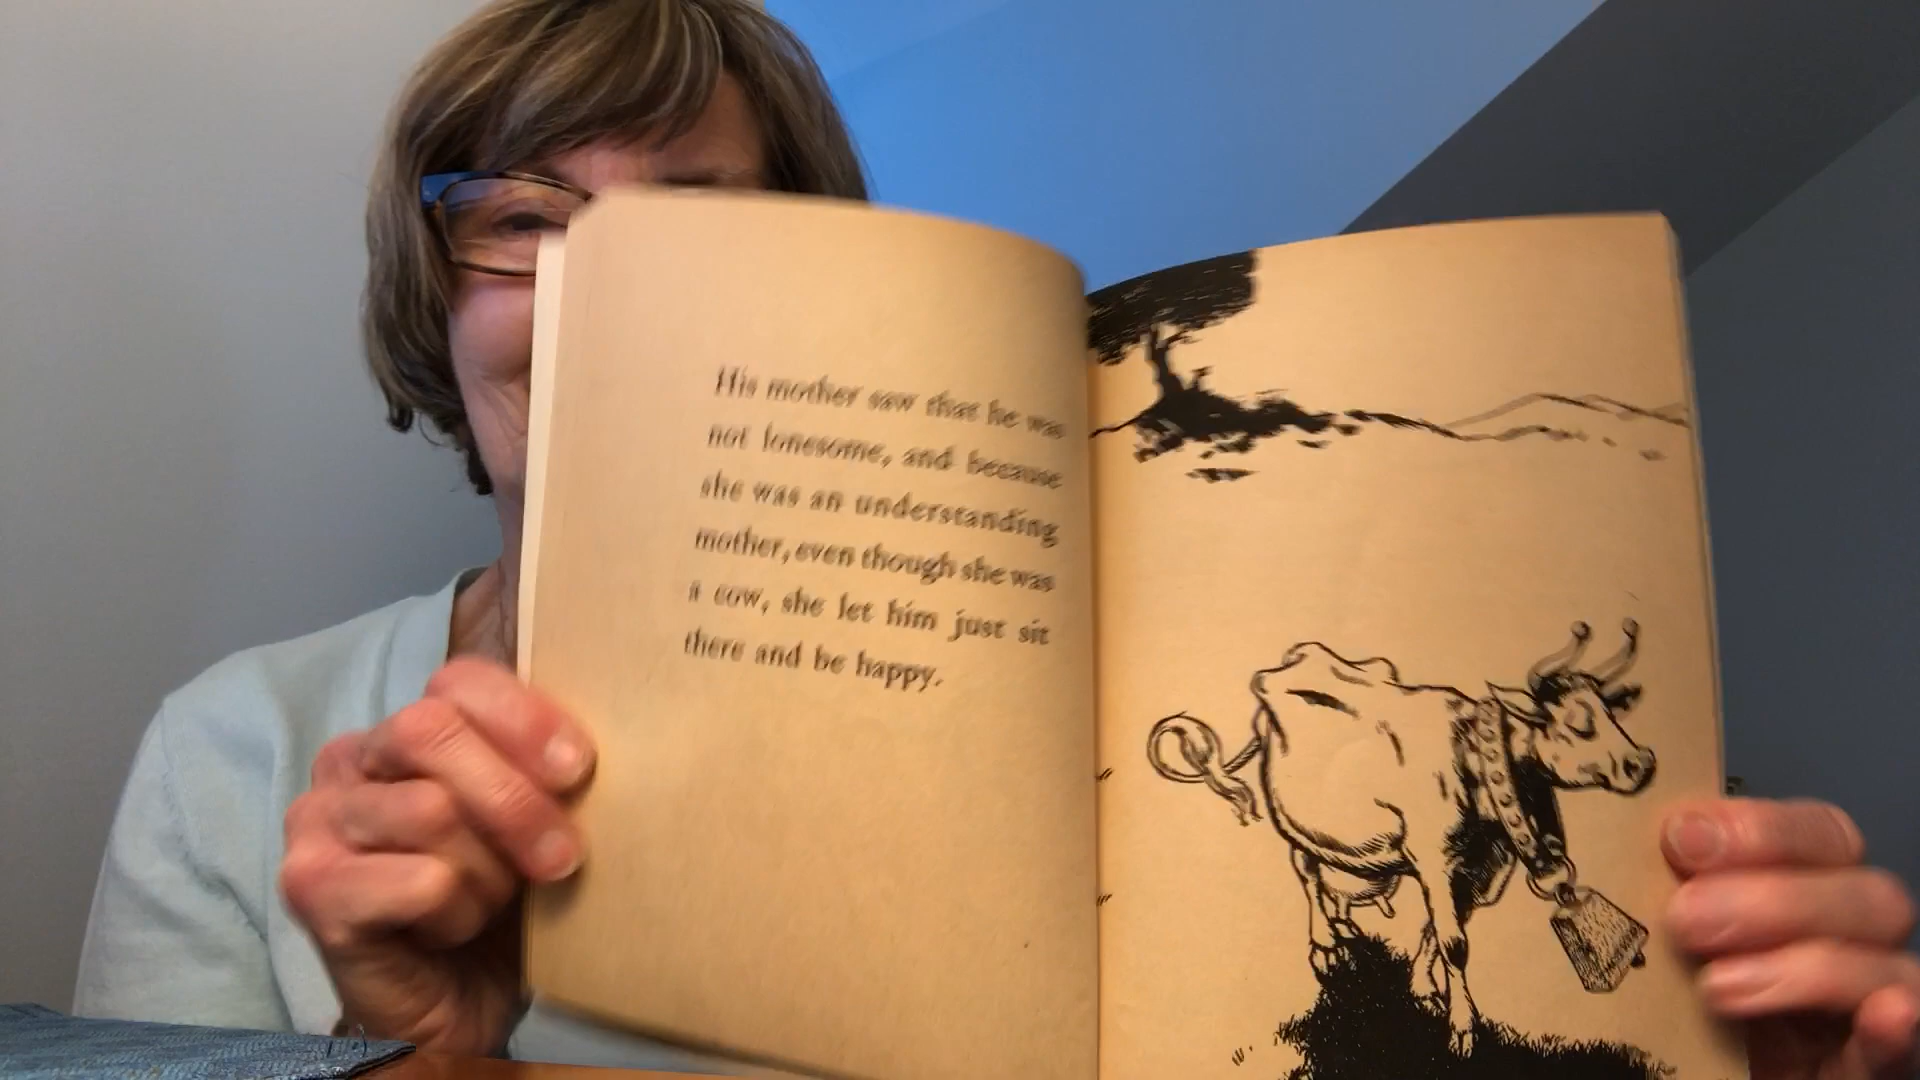 His mother saw that he was
not lonesome, and because
she was an understanding
mother, even though she was
a cow, she let him just sit
there and be happy.